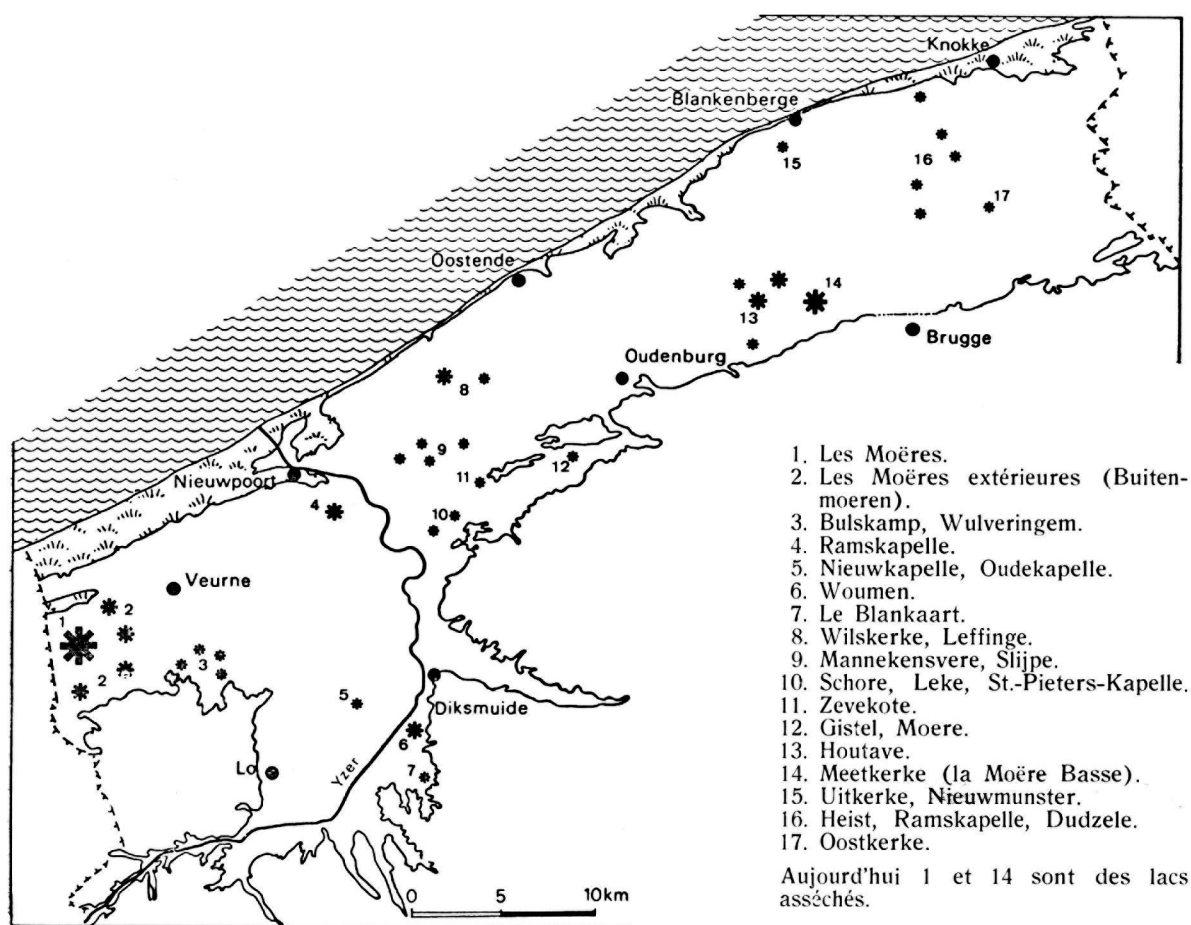 Knokke
Blankenberge
15
16
17
Oostende
14
13
Brugge
Oudenburg
8
9
11
12
Nieuwpoort
4
10
Veurne
1
2
3
2
5
Diksmuide
6
Lo
Yzer
7
0 5 10km
1. Les Moëres.
2. Les Moëres extérieures (Buiten-
moeren).
3. Bulskamp, Wulveringem.
4. Ramskapelle.
5. Nieuwkapelle, Oudekapelle.
6. Woumen.
7. Le Blankaart.
8. Wilskerke, Leffinge.
9. Mannekensvere, Slijpe.
10. Schore, Leke, St.-Pieters-Kapelle.
11. Zevekote.
12. Gistel, Moere.
13. Houtave.
14. Meetkerke (la Moëre Basse).
15. Uitkerke, Nieuwmunster.
16. Heist, Ramskapelle, Dudzele.
17. Oostkerke.
Aujourd'hui 1 et 14 sont des lacs
asséchés.